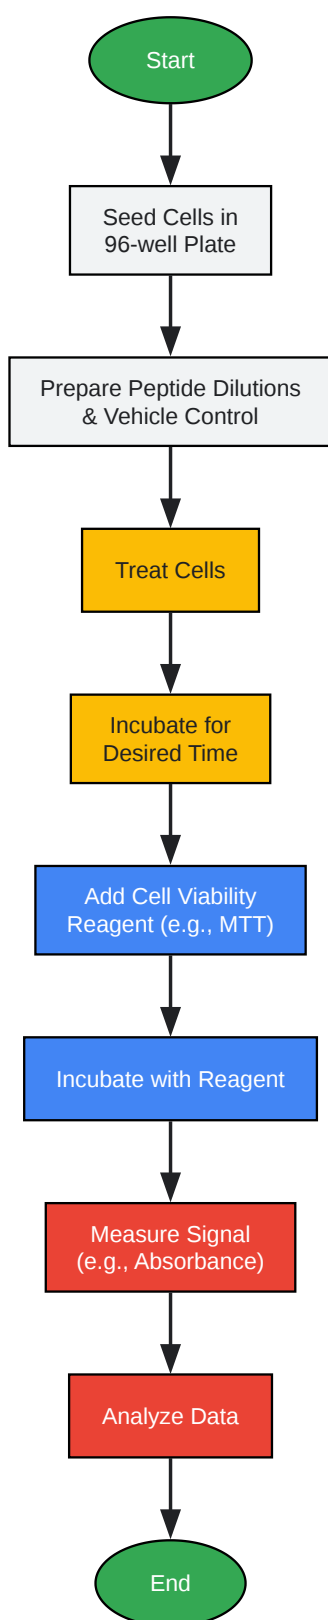 Start
Seed Cells in
96-well Plate
Prepare Peptide Dilutions
& Vehicle Control
Treat Cells
Incubate for
Desired Time
Add Cell Viability
Reagent (e.g., MTT)
Incubate with Reagent
Measure Signal
(e.g., Absorbance)
Analyze Data
End